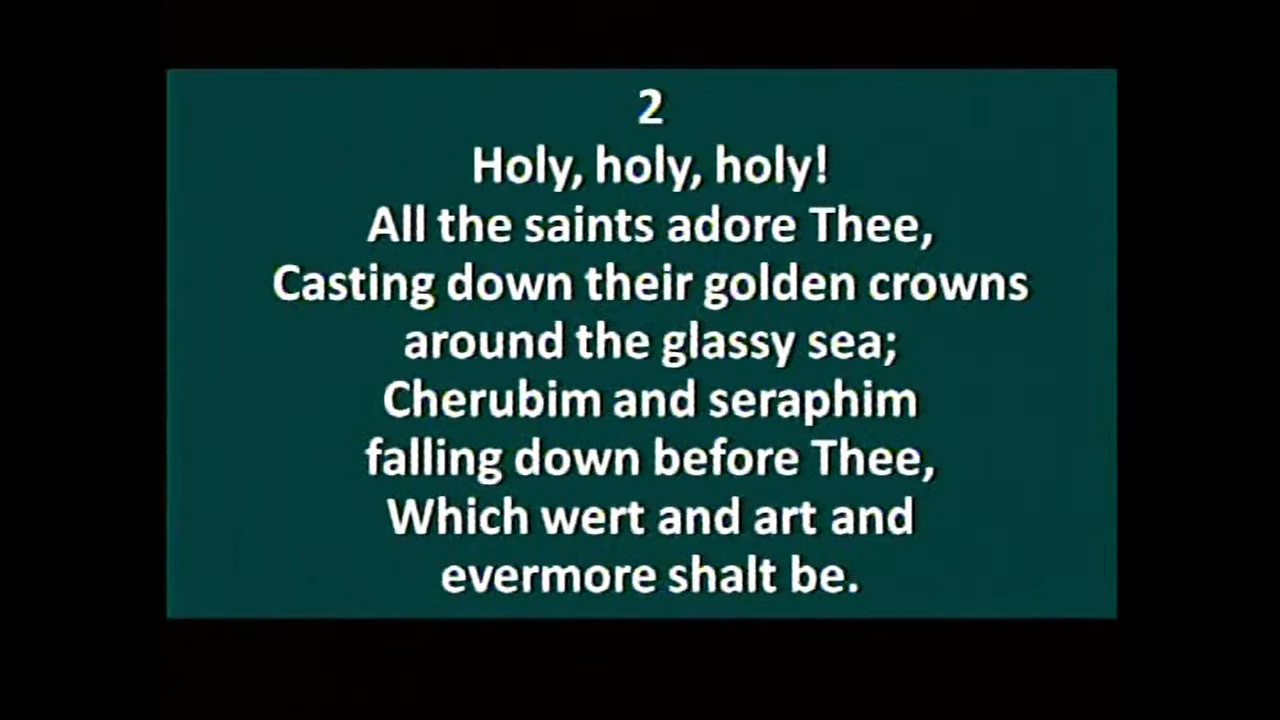 2
Holy, holy, holy!
All the saints adore Thee,
Casting down their golden crowns
around the glassy sea;
Cherubim and seraphim
falling down before Thee,
Which wert and art and
evermore shalt be.